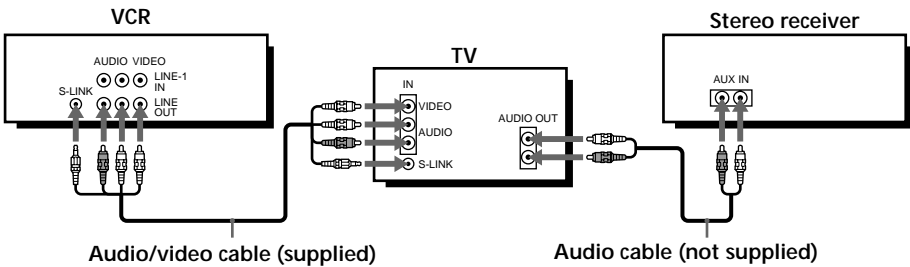 VCR
AUDIO VIDEO
LINE-1
IN
S-LINK
LINE
OUT
TV
IN
VIDEO
AUDIO
S-LINK
AUDIO OUT
Stereo receiver
AUX IN
Audio/video cable (supplied)
Audio cable (not supplied)